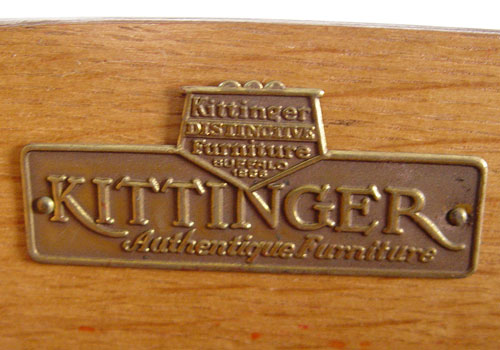 Kittinger
DISTINCTIVE
Furniture
BUFFALO
1866
KITTINGER
Authentique Furniture